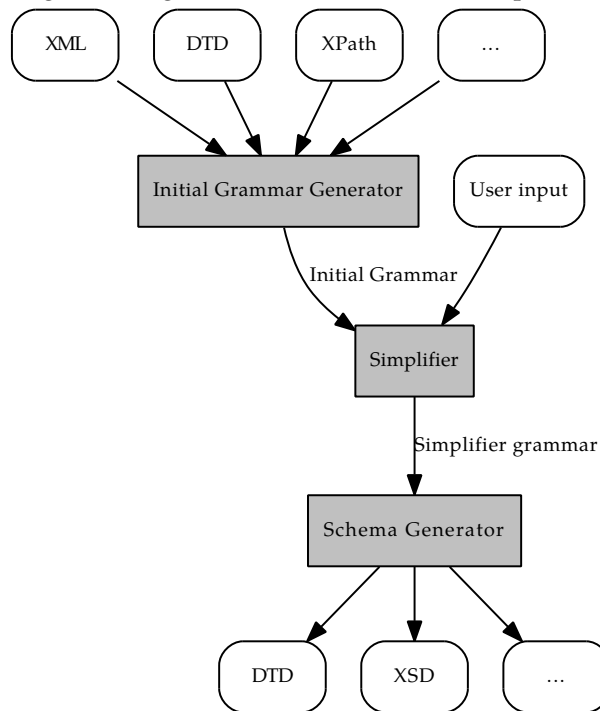 XML
DTD
XPath
...
Initial Grammar Generator
User input
Initial Grammar
Simplifier
Simplifier grammar
Schema Generator
DTD
XSD
...